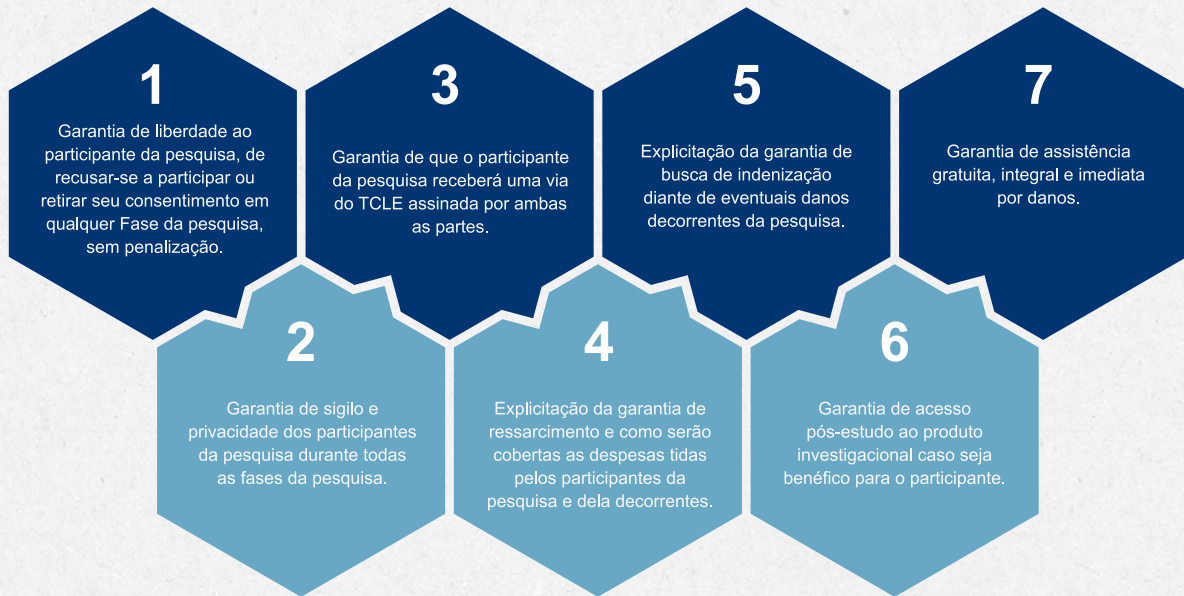 1
Garantia de liberdade ao
participante da pesquisa, de
recusar-se a participar ou
retirar seu consentimento em
qualquer Fase da pesquisa,
sem penalização.
2
Garantia de sigilo e
privacidade dos participantes
da pesquisa durante todas
as fases da pesquisa.
3
Garantia de que o participante
da pesquisa receberá uma via
do TCLE assinada por ambas
as partes.
4
Explicitação da garantia de
ressarcimento e como serão
cobertas as despesas tidas
pelos participantes da
pesquisa e dela decorrentes.
5
Explicitação da garantia de
busca de indenização
diante de eventuais danos
decorrentes da pesquisa.
6
Garantia de acesso
pós-estudo ao produto
investigacional caso seja
benéfico para o participante.
7
Garantia de assistência
gratuita, integral e imediata
por danos.